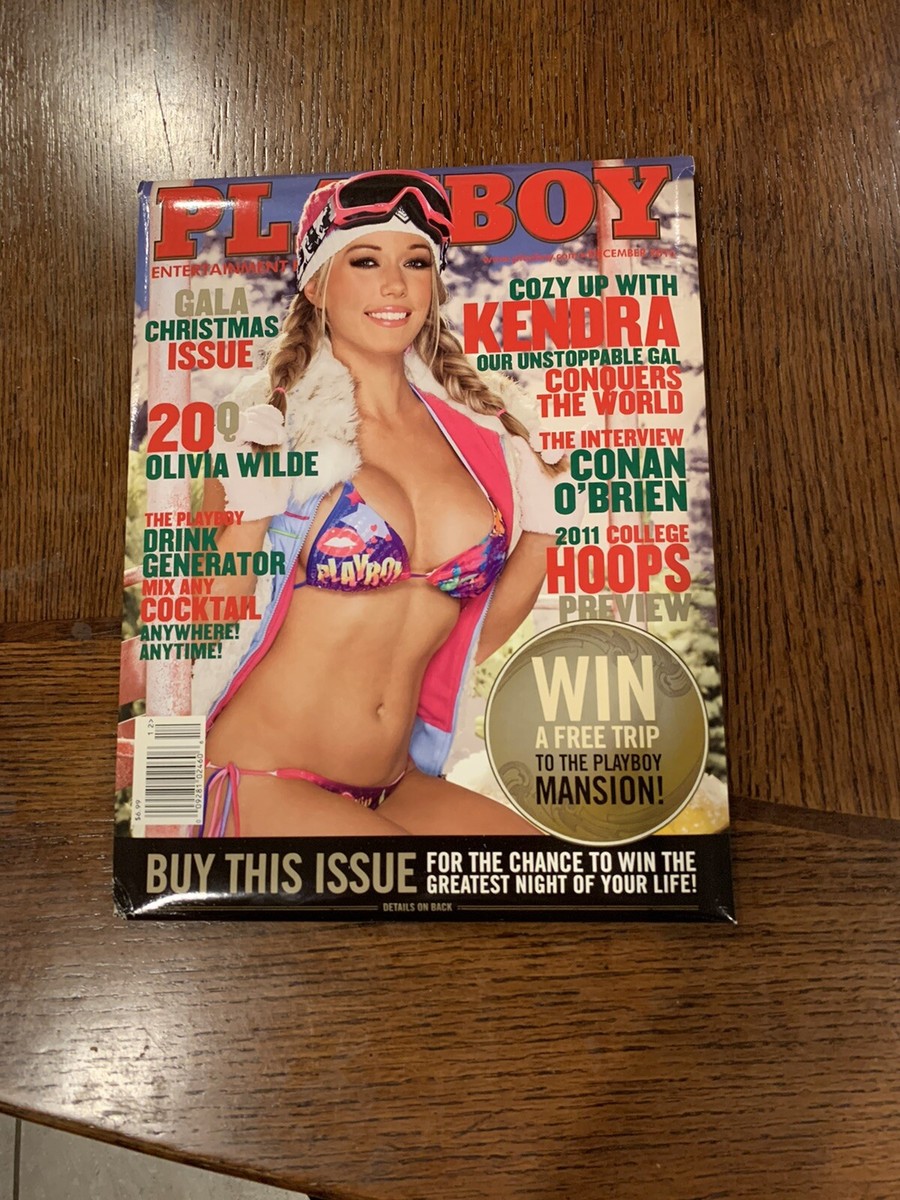 PLAYBOY
ENTERTAINMENT
DECEMBER
GALA
CHRISTMAS
ISSUE
20Q
OLIVIA WILDE
THE PLAYBOY
DRINK
GENERATOR
MIX ANY
COCKTAIL
ANYWHERE!
ANYTIME!
COZY UP WITH
KENDRA
OUR UNSTOPPABLE GAL
CONQUERS
THE WORLD
THE INTERVIEW
CONAN
O'BRIEN
2011 COLLEGE
HOOPS
PREVIEW
PLAYBOY
WIN
A FREE TRIP
TO THE PLAYBOY
MANSION!
12>
$6.99
09281 02460
BUY THIS ISSUE FOR THE CHANCE TO WIN THE
GREATEST NIGHT OF YOUR LIFE!
DETAILS ON BACK